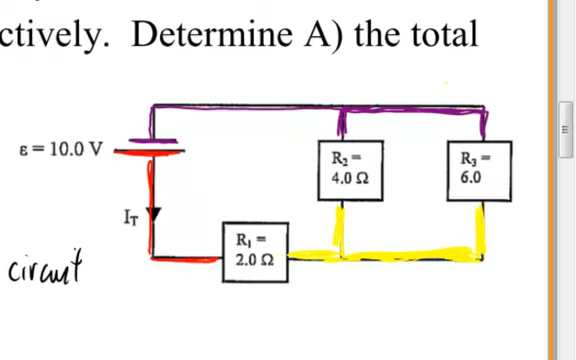 ctively. Determine A) the total
ε = 10.0 V
R₂ =
4.0 Ω
R₃ =
6.0
I_T
R₁ =
2.0 Ω
circuit